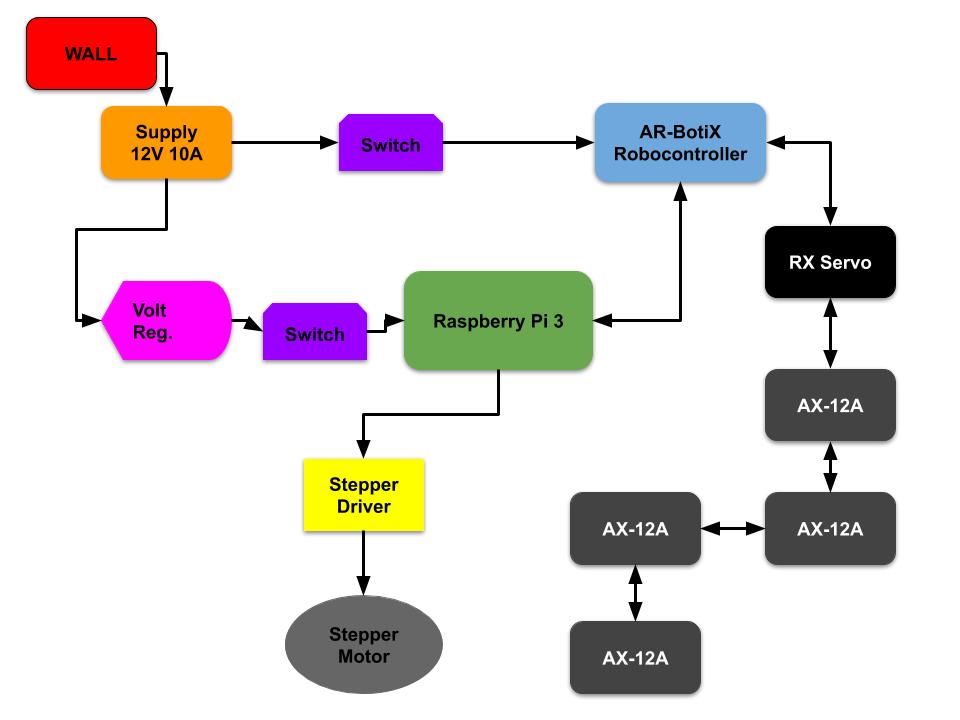 WALL
Supply
12V 10A
Switch
AR-BotiX
Robocontroller
RX Servo
Volt
Reg.
Switch
Raspberry Pi 3
AX-12A
Stepper
Driver
AX-12A
AX-12A
Stepper
Motor
AX-12A